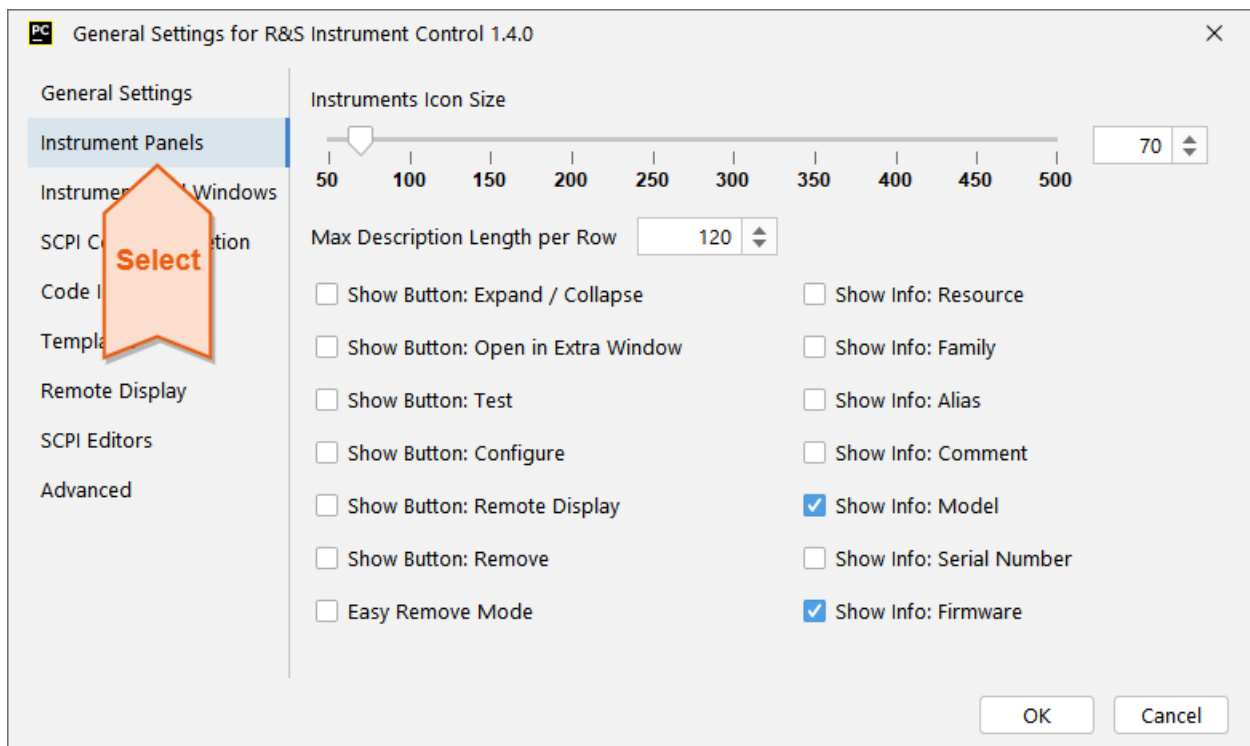 PC General Settings for R&S Instrument Control 1.4.0
General Settings
Instrument Panels
Windows
SCPI
Select
Code
Remote Display
SCPI Editors
Advanced
Instruments Icon Size
70
50 100 150 200 250 300 350 400 450 500
Max Description Length per Row 120
Show Button: Expand / Collapse
Show Button: Open in Extra Window
Show Button: Test
Show Button: Configure
Show Button: Remote Display
Show Button: Remove
Easy Remove Mode
Show Info: Resource
Show Info: Family
Show Info: Alias
Show Info: Comment
Show Info: Model
Show Info: Serial Number
Show Info: Firmware
OK Cancel